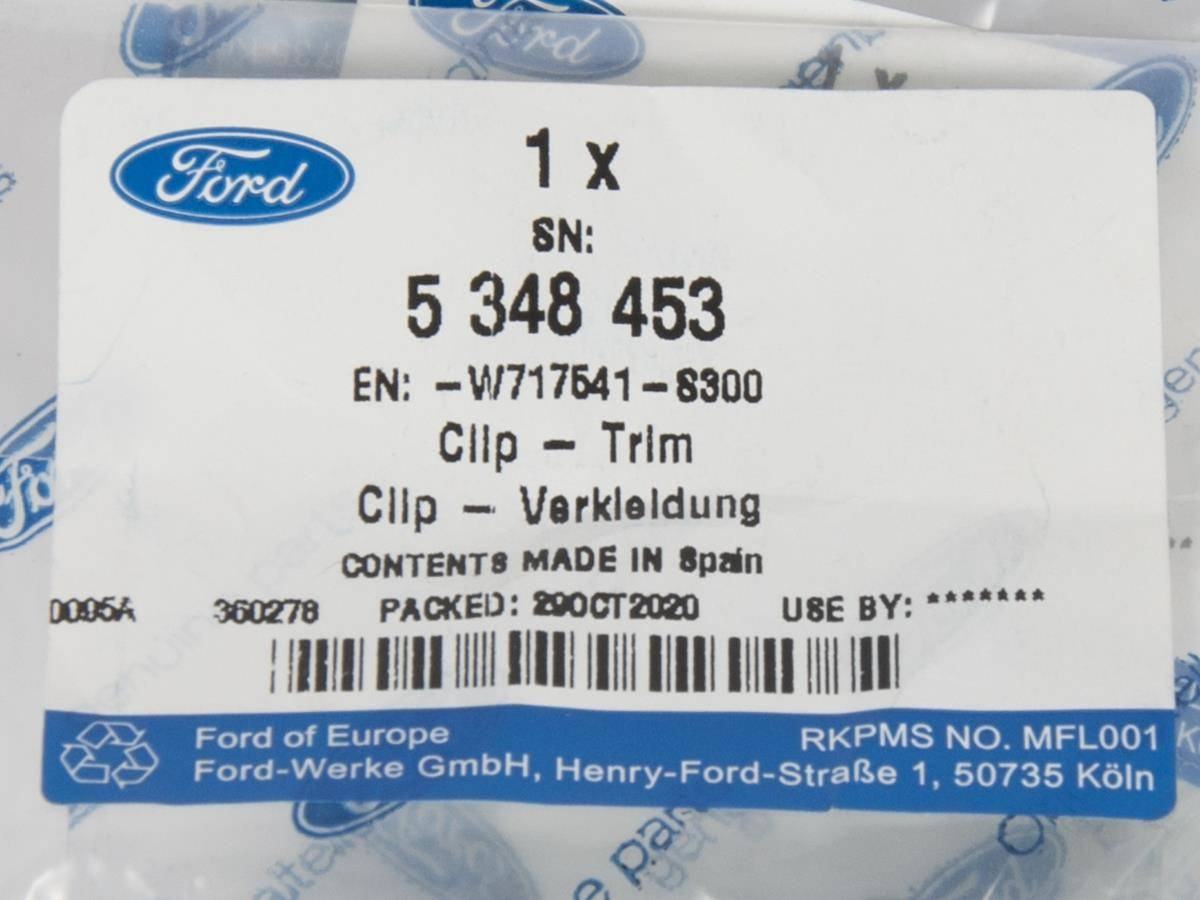 Ford
1 x
SN:
5 348 453
EN: -W717541-S300
Clip - Trim
Clip - Verkleidung
CONTENTS MADE IN Spain
0095A 360278 PACKED: 29OCT2020 USE BY: *******
Ford of Europe
RKPMS NO. MFL001
Ford-Werke GmbH, Henry-Ford-Straße 1, 50735 Köln